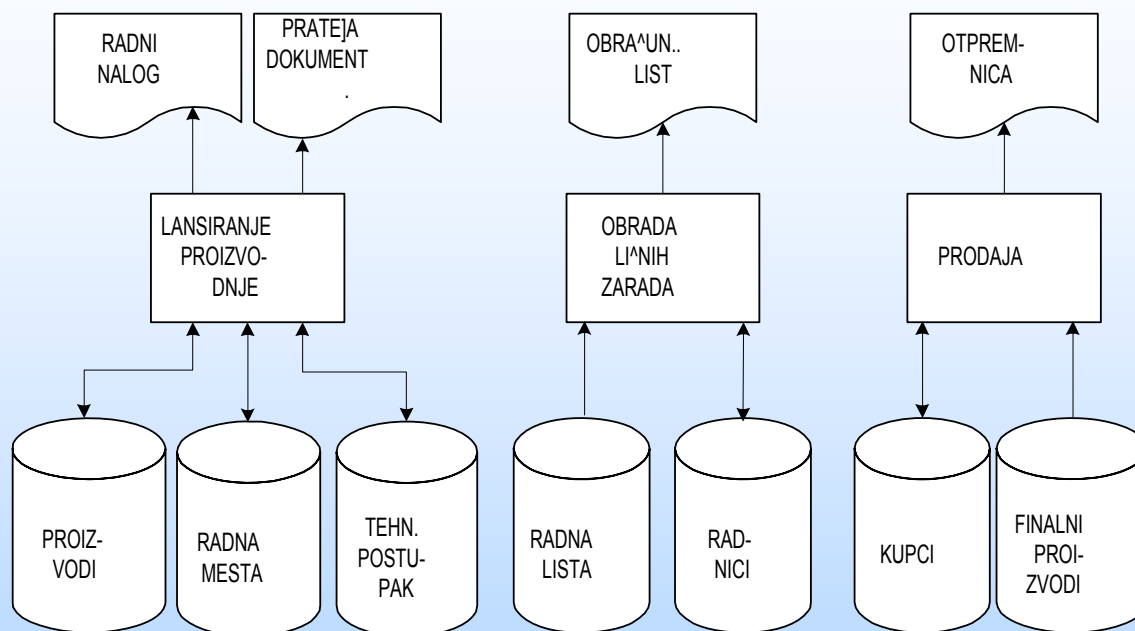 RADNI
NALOG
PRATE]A
DOKUMENT
.
OBRA^UN..
LIST
OTPREM-
NICA
LANSIRANJE
PROIZVO-
DNJE
OBRADA
LI^NIH
ZARADA
PRODAJA
PROIZ-
VODI
RADNA
MESTA
TEHN.
POSTU-
PAK
RADNA
LISTA
RAD-
NICI
KUPCI
FINALNI
PROI-
ZVODI